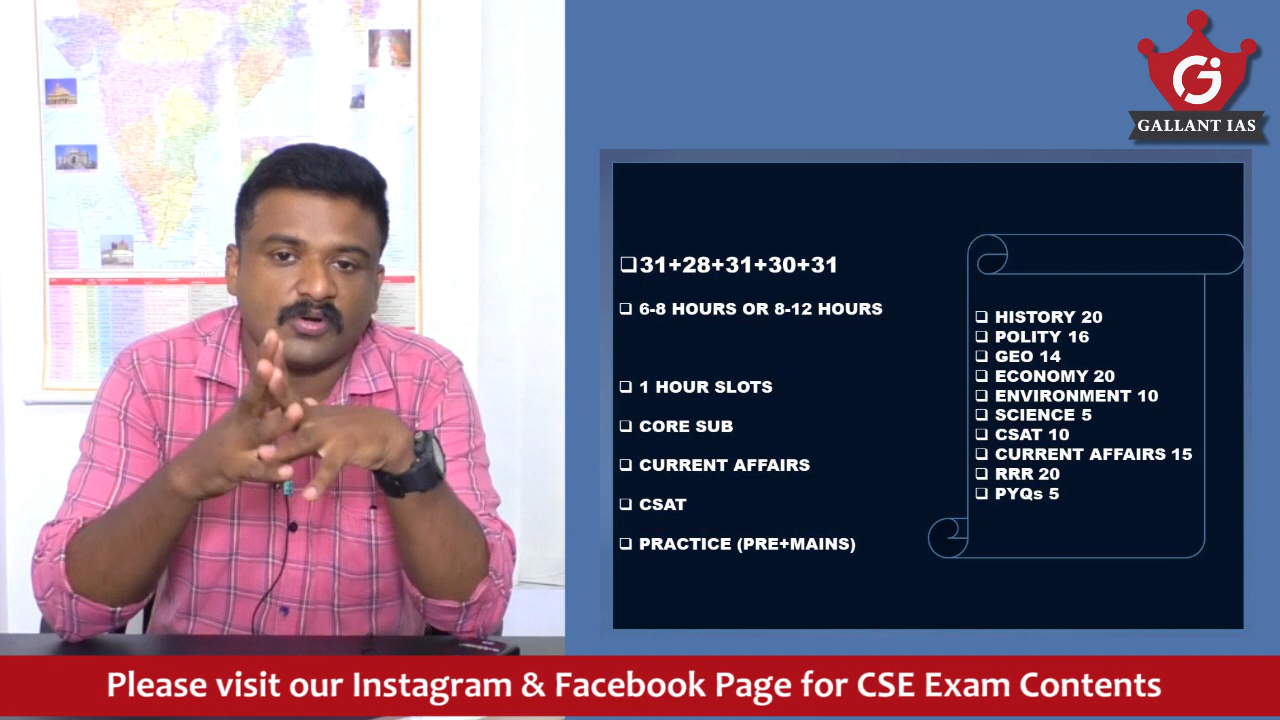 GALLANT IAS
❑31+28+31+30+31
❑ 6-8 HOURS OR 8-12 HOURS
❑ 1 HOUR SLOTS
❑ CORE SUB
❑ CURRENT AFFAIRS
❑ CSAT
❑ PRACTICE (PRE+MAINS)
❑ HISTORY 20
❑ POLITY 16
❑ GEO 14
❑ ECONOMY 20
❑ ENVIRONMENT 10
❑ SCIENCE 5
❑ CSAT 10
❑ CURRENT AFFAIRS 15
❑ RRR 20
❑ PYQs 5
Please visit our Instagram & Facebook Page for CSE Exam Contents